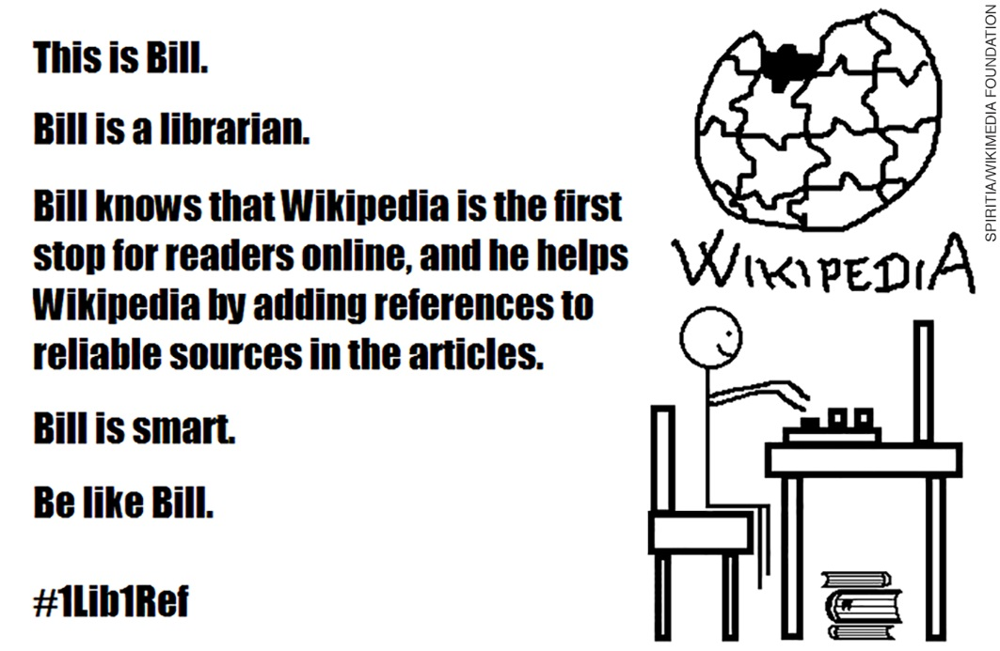 This is Bill.
Bill is a librarian.
Bill knows that Wikipedia is the first
stop for readers online, and he helps
Wikipedia by adding references to
reliable sources in the articles.
Bill is smart.
Be like Bill.
#1Lib1Ref
WIKIPEDIA
SPIRITIA/WIKIMEDIA FOUNDATION